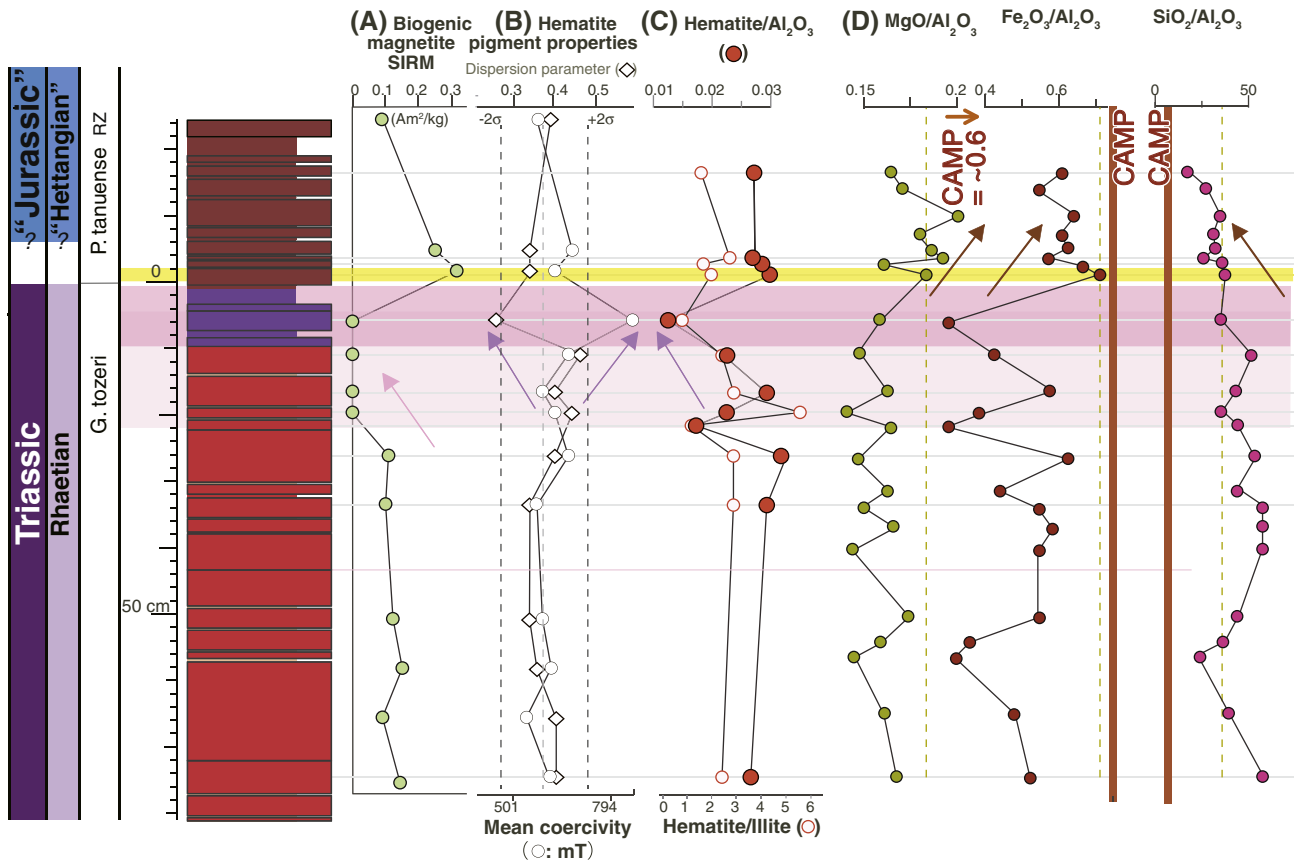 (A) Biogenic
magnetite
SIRM
(B) Hematite
pigment properties
Dispersion parameter (◇)
(C) Hematite/Al₂O₃
(●)
(D) MgO/Al₂O₃
Fe₂O₃/Al₂O₃
SiO₂/Al₂O₃
0 0.1 0.2 0.3
0.3 0.4 0.5
0.01 0.02 0.03
0.15 0.2
0.4 0.6
0 50
(Am²/kg)
-2σ +2σ
CAMP
= ~0.6
CAMP
CAMP
"Jurassic"
-?
"Hettangian"
-?
P. tanuense RZ
Triassic
Rhaetian
G. tozeri
0
50 cm
501 794
Mean coercivity
(○: mT)
0 1 2 3 4 5 6
Hematite/Illite (○)